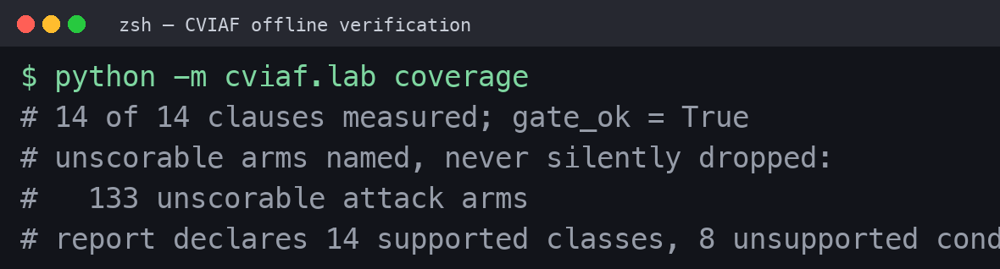 zsh — CVIAF offline verification
$ python -m cviaf.lab coverage
# 14 of 14 clauses measured; gate_ok = True
# unscorable arms named, never silently dropped:
#   133 unscorable attack arms
# report declares 14 supported classes, 8 unsupported